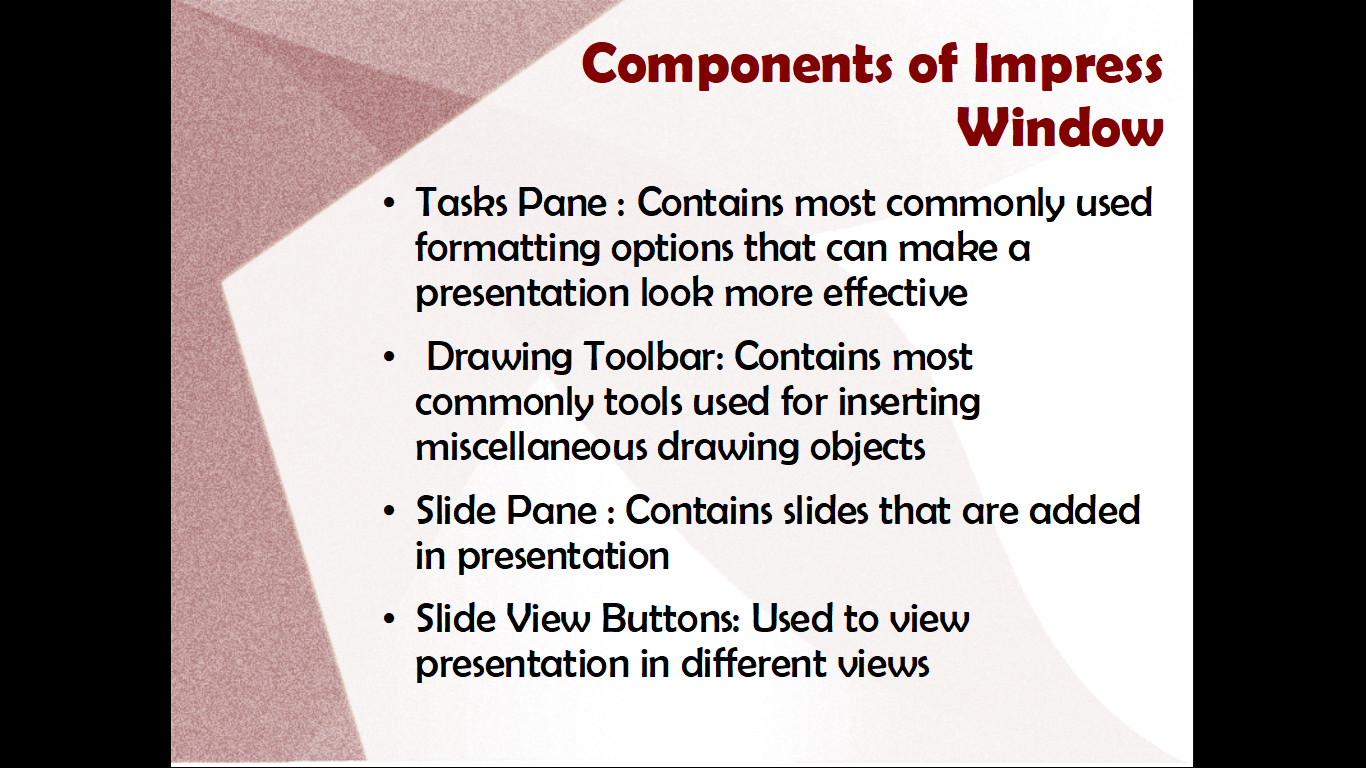 Components of Impress
Window
• Tasks Pane : Contains most commonly used
formatting options that can make a
presentation look more effective
• Drawing Toolbar: Contains most
commonly tools used for inserting
miscellaneous drawing objects
• Slide Pane : Contains slides that are added
in presentation
• Slide View Buttons: Used to view
presentation in different views